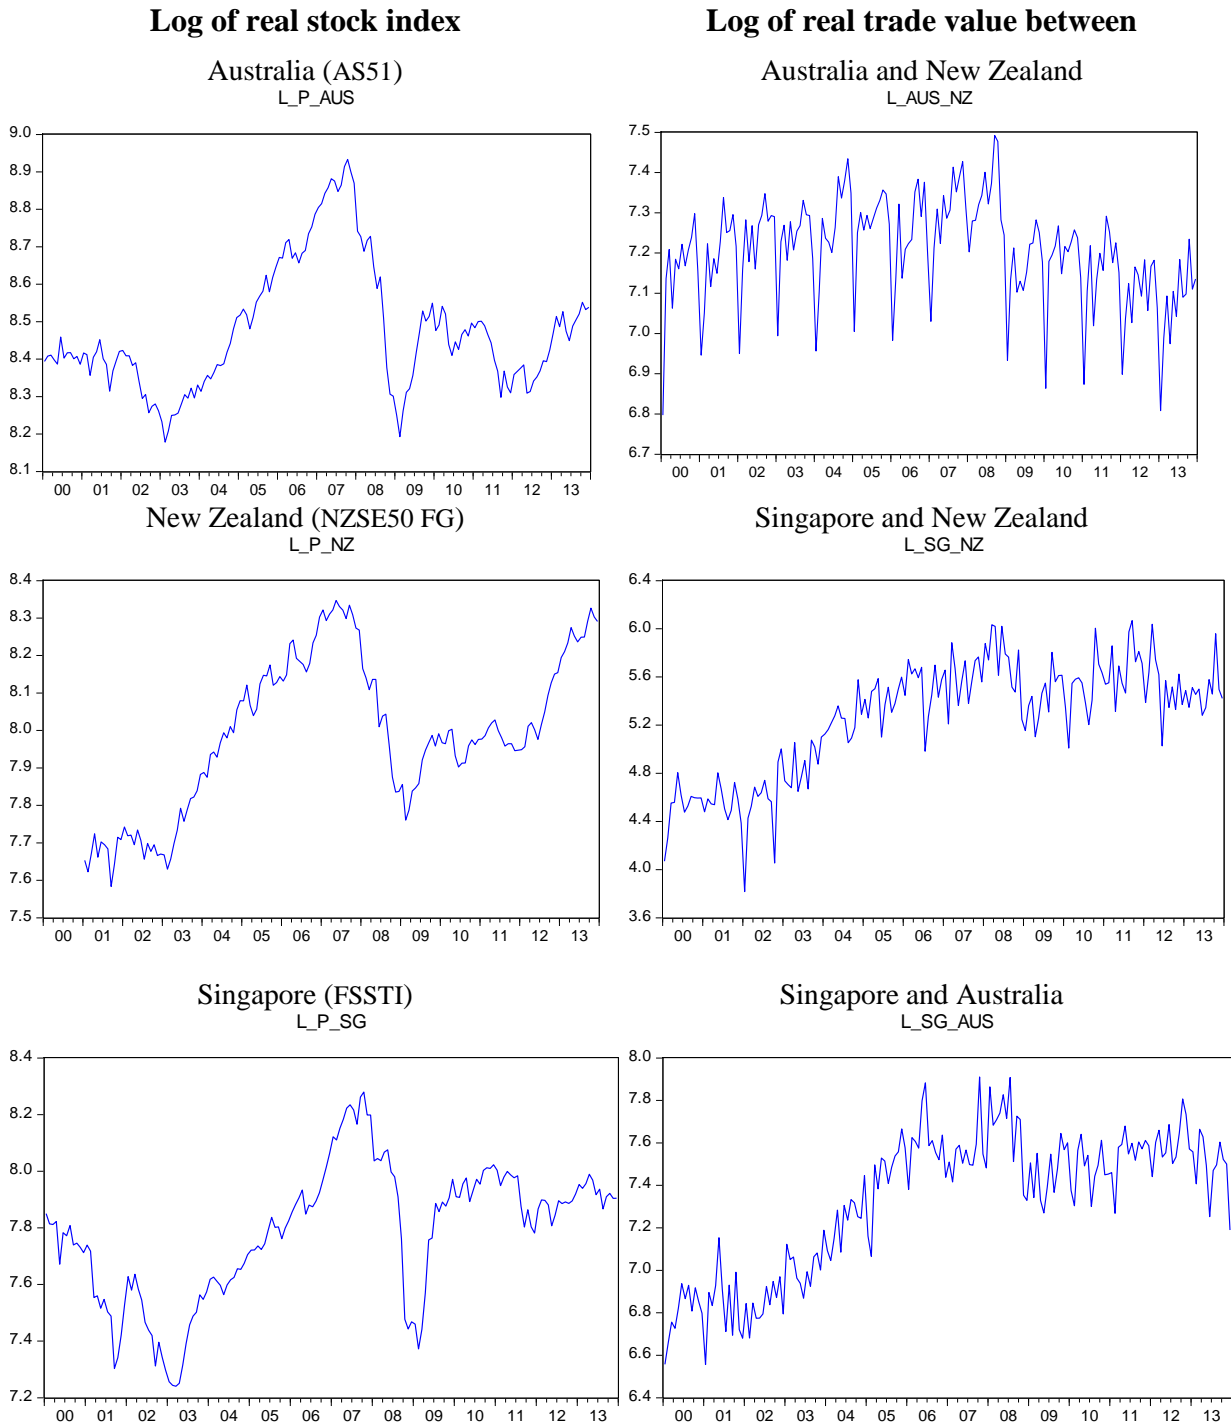 Log of real stock index
Log of real trade value between
Australia (AS51)
L_P_AUS
9.0
8.9
8.8
8.7
8.6
8.5
8.4
8.3
8.2
8.1
00 01 02 03 04 05 06 07 08 09 10 11 12 13
Australia and New Zealand
L_AUS_NZ
7.5
7.4
7.3
7.2
7.1
7.0
6.9
6.8
6.7
00 01 02 03 04 05 06 07 08 09 10 11 12 13
New Zealand (NZSE50 FG)
L_P_NZ
8.4
8.3
8.2
8.1
8.0
7.9
7.8
7.7
7.6
7.5
00 01 02 03 04 05 06 07 08 09 10 11 12 13
Singapore and New Zealand
L_SG_NZ
6.4
6.0
5.6
5.2
4.8
4.4
4.0
3.6
00 01 02 03 04 05 06 07 08 09 10 11 12 13
Singapore (FSSTI)
L_P_SG
8.4
8.2
8.0
7.8
7.6
7.4
7.2
00 01 02 03 04 05 06 07 08 09 10 11 12 13
Singapore and Australia
L_SG_AUS
8.0
7.8
7.6
7.4
7.2
7.0
6.8
6.6
6.4
00 01 02 03 04 05 06 07 08 09 10 11 12 13